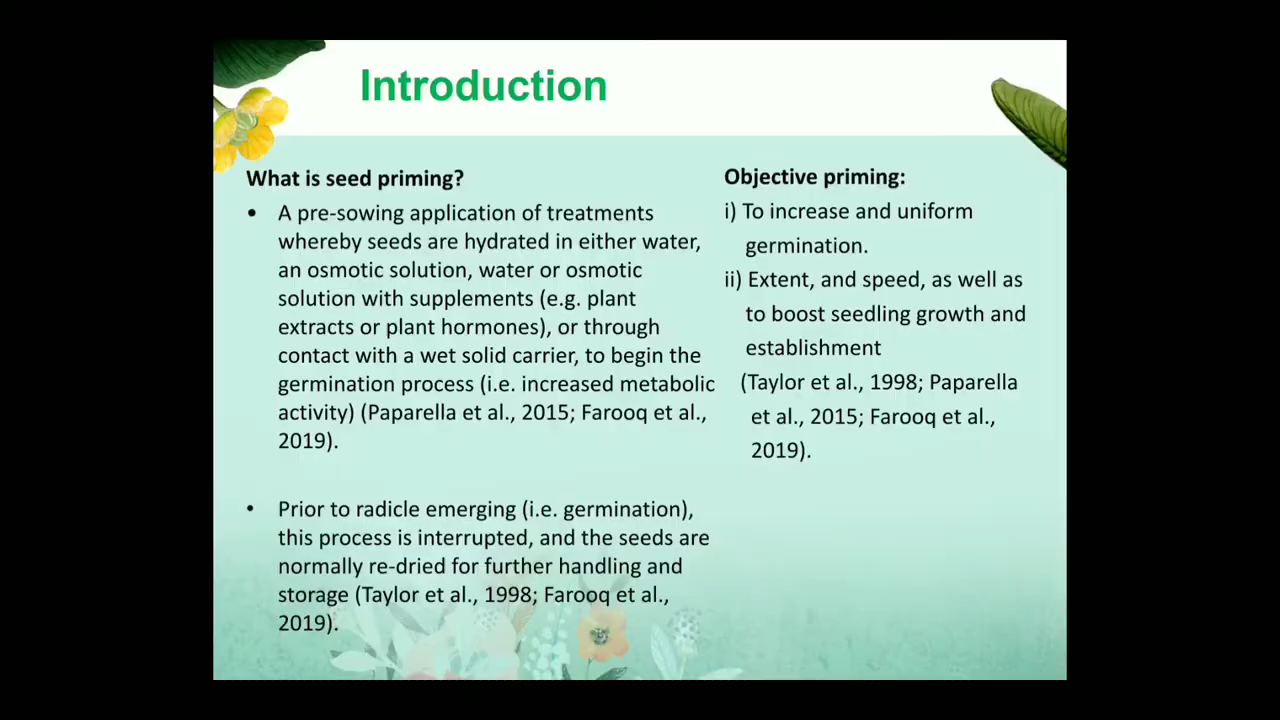 Introduction
What is seed priming?
• A pre-sowing application of treatments
whereby seeds are hydrated in either water,
an osmotic solution, water or osmotic
solution with supplements (e.g. plant
extracts or plant hormones), or through
contact with a wet solid carrier, to begin the
germination process (i.e. increased metabolic
activity) (Paparella et al., 2015; Farooq et al.,
2019).
• Prior to radicle emerging (i.e. germination),
this process is interrupted, and the seeds are
normally re-dried for further handling and
storage (Taylor et al., 1998; Farooq et al.,
2019).
Objective priming:
i) To increase and uniform
germination.
ii) Extent, and speed, as well as
to boost seedling growth and
establishment
(Taylor et al., 1998; Paparella
et al., 2015; Farooq et al.,
2019).